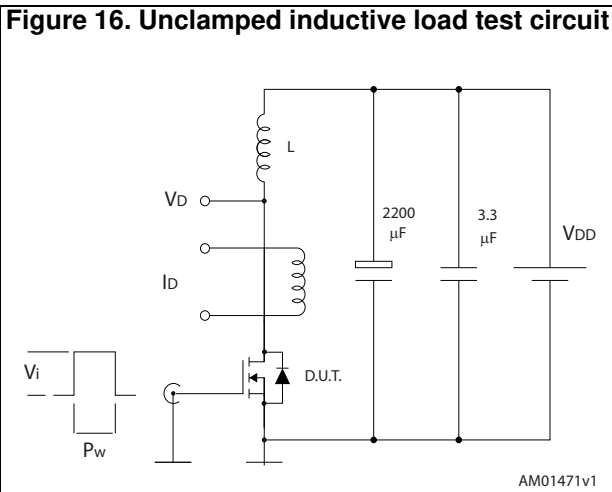 Figure 16. Unclamped inductive load test circuit
L
VD
2200
μF
3.3
μF
VDD
ID
Vi
D.U.T.
Pw
AM01471v1